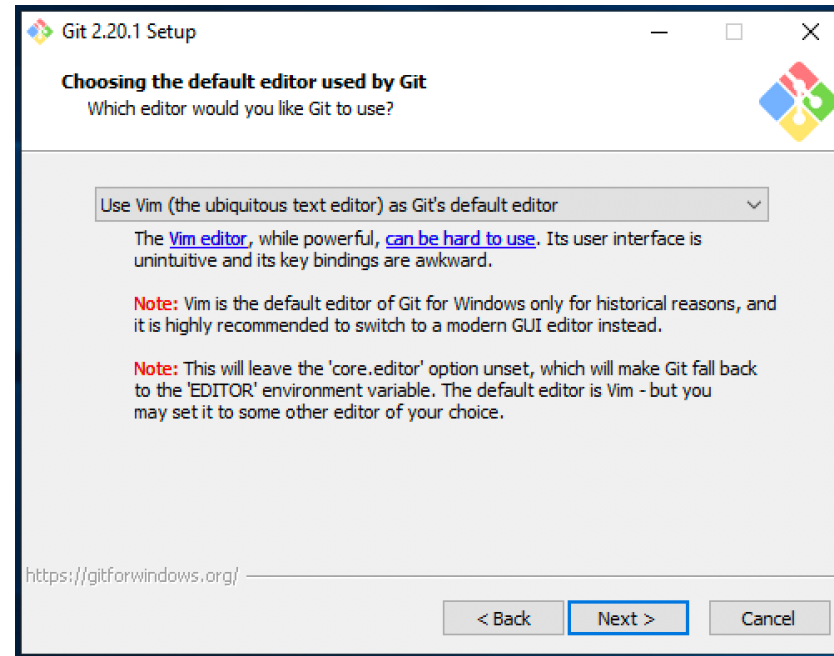 Git 2.20.1 Setup
Choosing the default editor used by Git
Which editor would you like Git to use?
Use Vim (the ubiquitous text editor) as Git's default editor
The Vim editor, while powerful, can be hard to use. Its user interface is
unintuitive and its key bindings are awkward.
Note: Vim is the default editor of Git for Windows only for historical reasons, and
it is highly recommended to switch to a modern GUI editor instead.
Note: This will leave the 'core.editor' option unset, which will make Git fall back
to the 'EDITOR' environment variable. The default editor is Vim - but you
may set it to some other editor of your choice.
https://gitforwindows.org/
< Back
Next >
Cancel